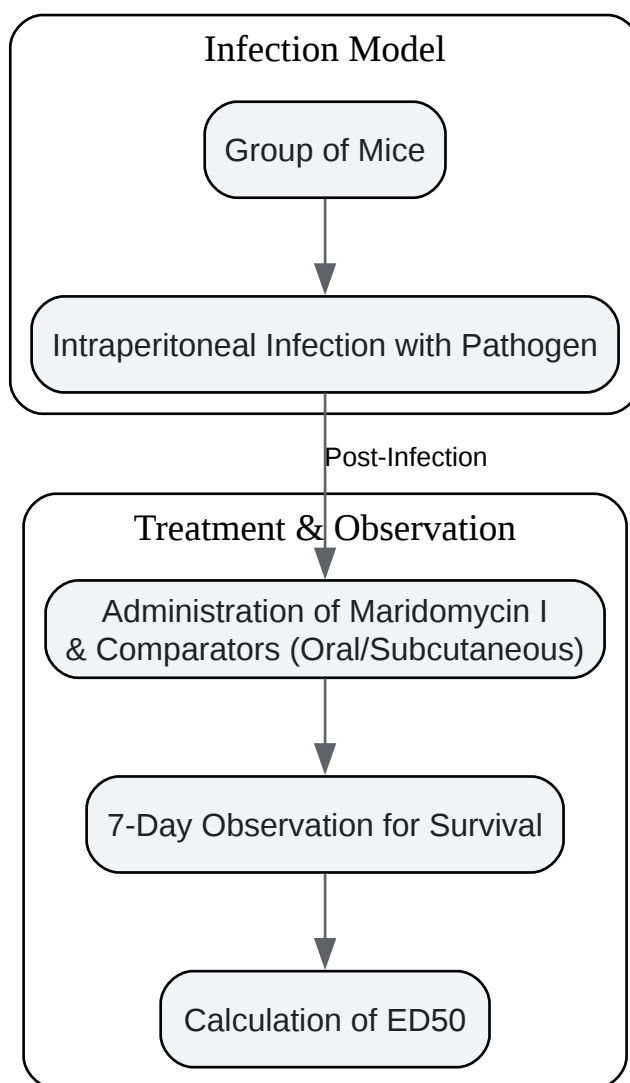 Infection Model
Group of Mice
Intraperitoneal Infection with Pathogen
Post-Infection
Treatment & Observation
Administration of Maridomycin I
& Comparators (Oral/Subcutaneous)
7-Day Observation for Survival
Calculation of ED50